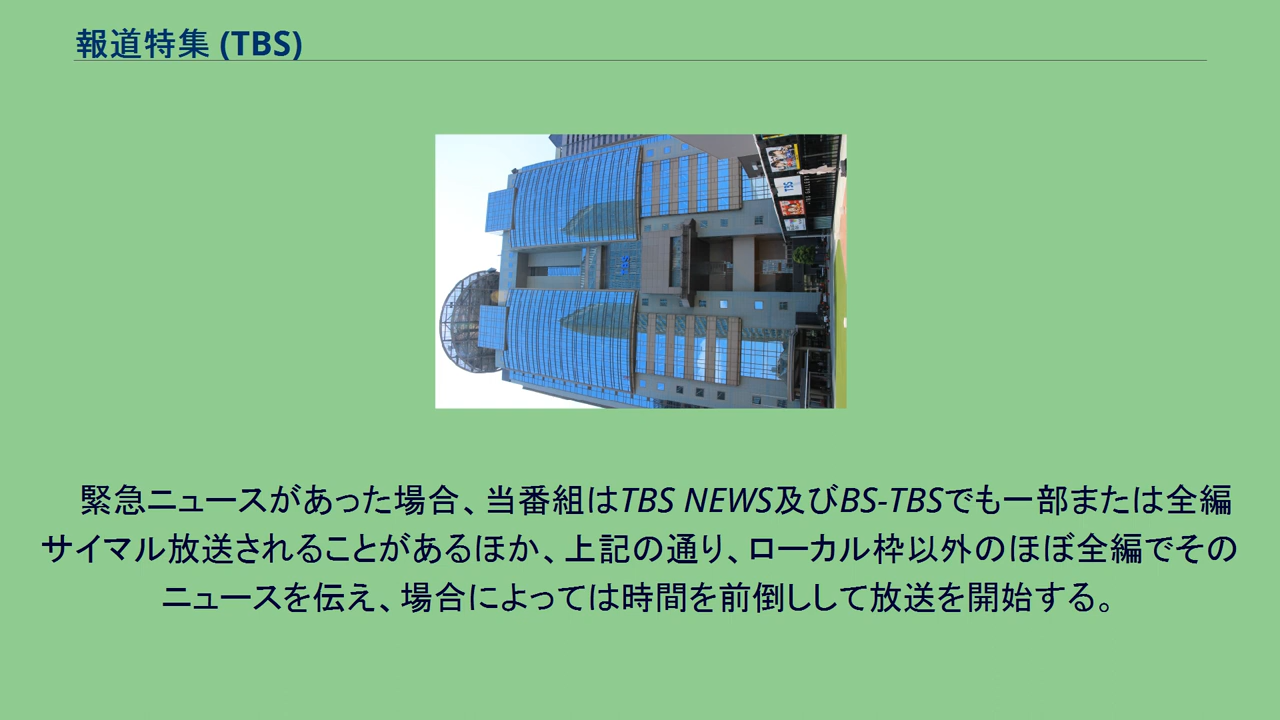 報道特集 (TBS)
TBS
TBS
緊急ニュースがあった場合、当番組はTBS NEWS及びBS-TBSでも一部または全編
サイマル放送されることがあるほか、上記の通り、ローカル枠以外のほぼ全編でその
ニュースを伝え、場合によっては時間を前倒しして放送を開始する。